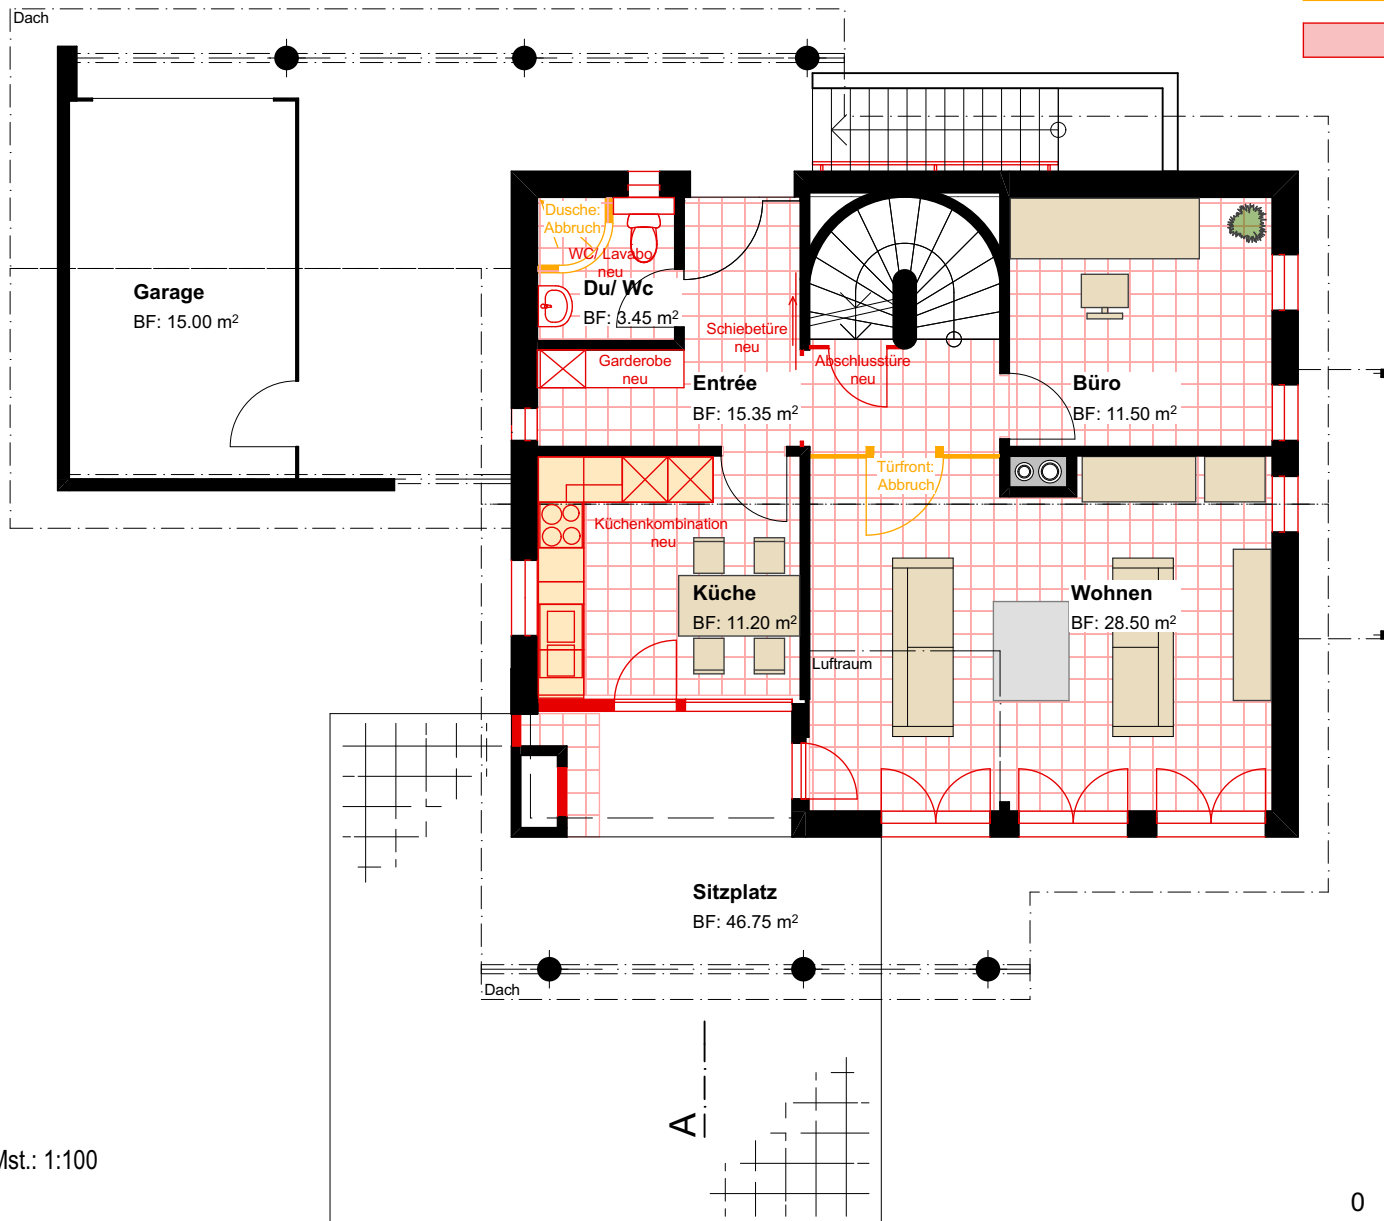 Dach
Dusche:
Abbruch
WC/ Lavabo
neu
Du/ Wc
BF: 3.45 m²
Garage
BF: 15.00 m²
Schiebetüre
neu
Garderobe
neu
Abschlusstüre
neu
Entrée
BF: 15.35 m²
Büro
BF: 11.50 m²
Türfront:
Abbruch
Küchenkombination
neu
Küche
BF: 11.20 m²
Wohnen
BF: 28.50 m²
Luftraum
Sitzplatz
BF: 46.75 m²
Dach
A
Mst.: 1:100
0